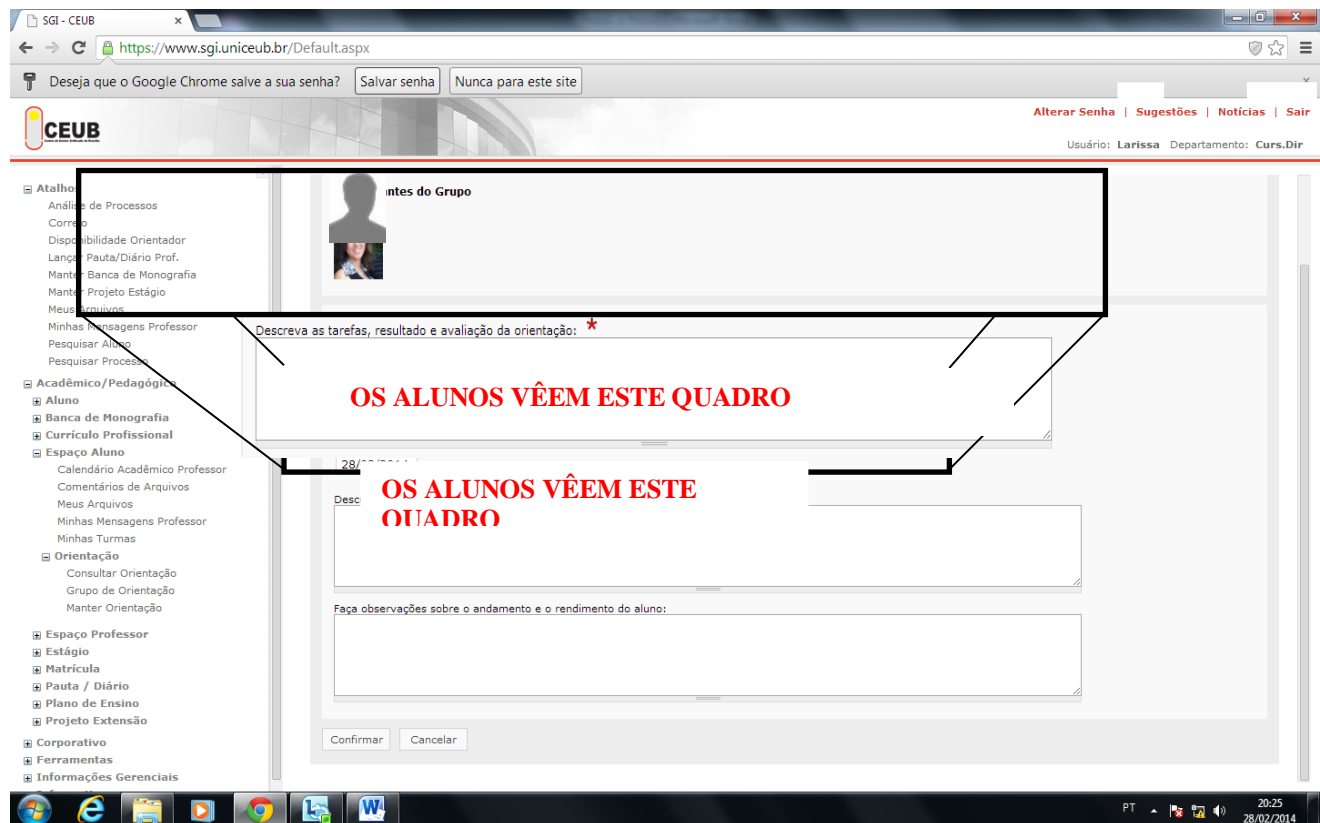 SGI - CEUB
https://www.sgi.uniceub.br/Default.aspx
Deseja que o Google Chrome salve a sua senha? Salvar senha Nunca para este site
Alterar Senha | Sugestões | Notícias | Sair
CEUB
Usuário: Larissa Departamento: Curs.Dir
Atalhos
Análise de Processos
Correio
Disponibilidade Orientador
Lançar Pauta/Diário Prof.
Manter Banca de Monografia
Manter Projeto Estágio
Meus Arquivos
Minhas Mensagens Professor
Pesquisar Aluno
Pesquisar Processo
Acadêmico/Pedagógico
Aluno
Banca de Monografia
Currículo Profissional
Espaço Aluno
Calendário Acadêmico Professor
Comentários de Arquivos
Meus Arquivos
Minhas Mensagens Professor
Minhas Turmas
Orientação
Consultar Orientação
Grupo de Orientação
Manter Orientação
Espaço Professor
Estágio
Matrícula
Pauta / Diário
Plano de Ensino
Projeto Extensão
Corporativo
Ferramentas
Informações Gerenciais
ntes do Grupo
Descreva as tarefas, resultado e avaliação da orientação: *
OS ALUNOS VÊEM ESTE QUADRO
OS ALUNOS VÊEM ESTE
QUADRO
Desc
Faça observações sobre o andamento e o rendimento do aluno:
Confirmar Cancelar
PT
20:25
28/02/2014